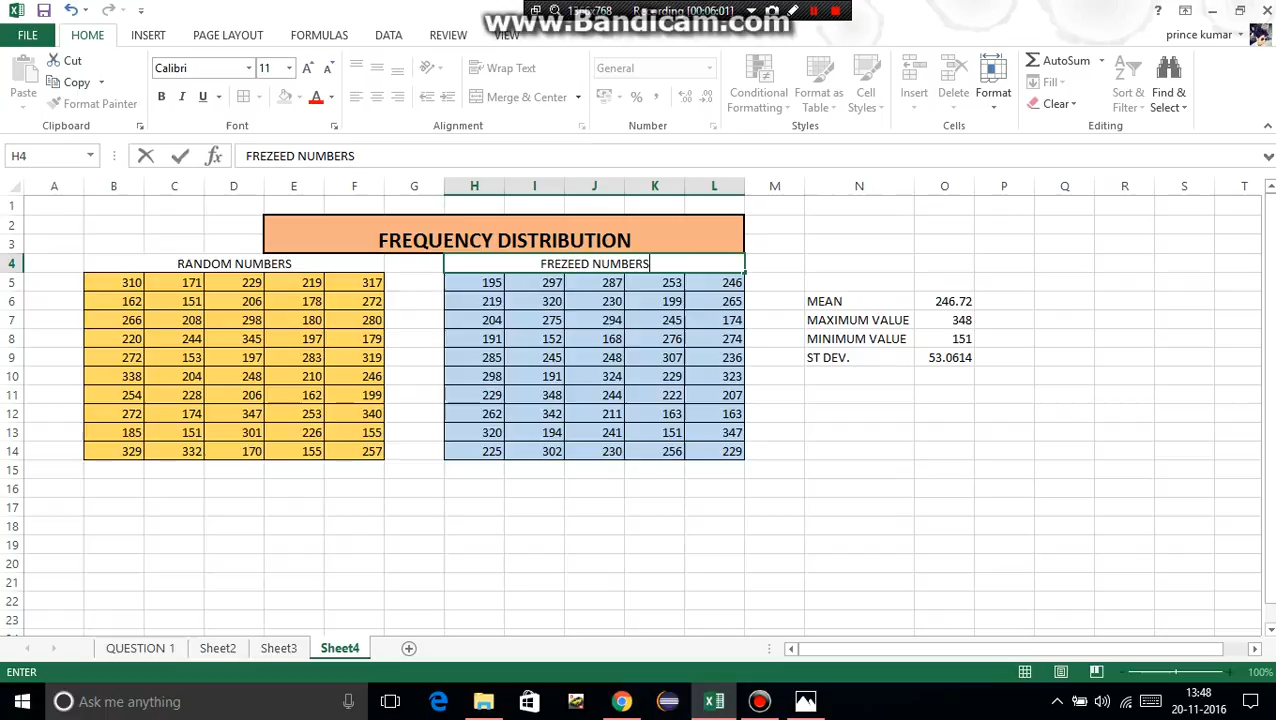 1366x768 Recording [00:06:01]
www.Bandicam.com
FILE HOME INSERT PAGE LAYOUT FORMULAS DATA REVIEW VIEW prince kumar
Cut
Copy
Format Painter
Paste
Clipboard
Calibri 11
B I U
Font
Wrap Text
Merge & Center
Alignment
General
Number
Conditional Formatting
Format as Table
Cell Styles
Styles
Insert Delete Format
Cells
AutoSum
Fill
Clear
Sort & Filter
Find & Select
Editing
H4 FREZEED NUMBERS
A B C D E F G H I J K L M N O P Q R S T
1
2
3 FREQUENCY DISTRIBUTION
4 RANDOM NUMBERS FREZEED NUMBERS
5 310 171 229 219 317 195 297 287 253 246
6 162 151 206 178 272 219 320 230 199 265 MEAN 246.72
7 266 208 298 180 280 204 275 294 245 174 MAXIMUM VALUE 348
8 220 244 345 197 179 191 152 168 276 274 MINIMUM VALUE 151
9 272 153 197 283 319 285 245 248 307 236 ST DEV. 53.0614
10 338 204 248 210 246 298 191 324 229 323
11 254 228 206 162 199 229 348 244 222 207
12 272 174 347 253 340 262 342 211 163 163
13 185 151 301 226 155 320 194 241 151 347
14 329 332 170 155 257 225 302 230 256 229
15
16
17
18
19
20
21
22
23
QUESTION 1 Sheet2 Sheet3 Sheet4
ENTER 100%
Ask me anything
13:48
20-11-2016